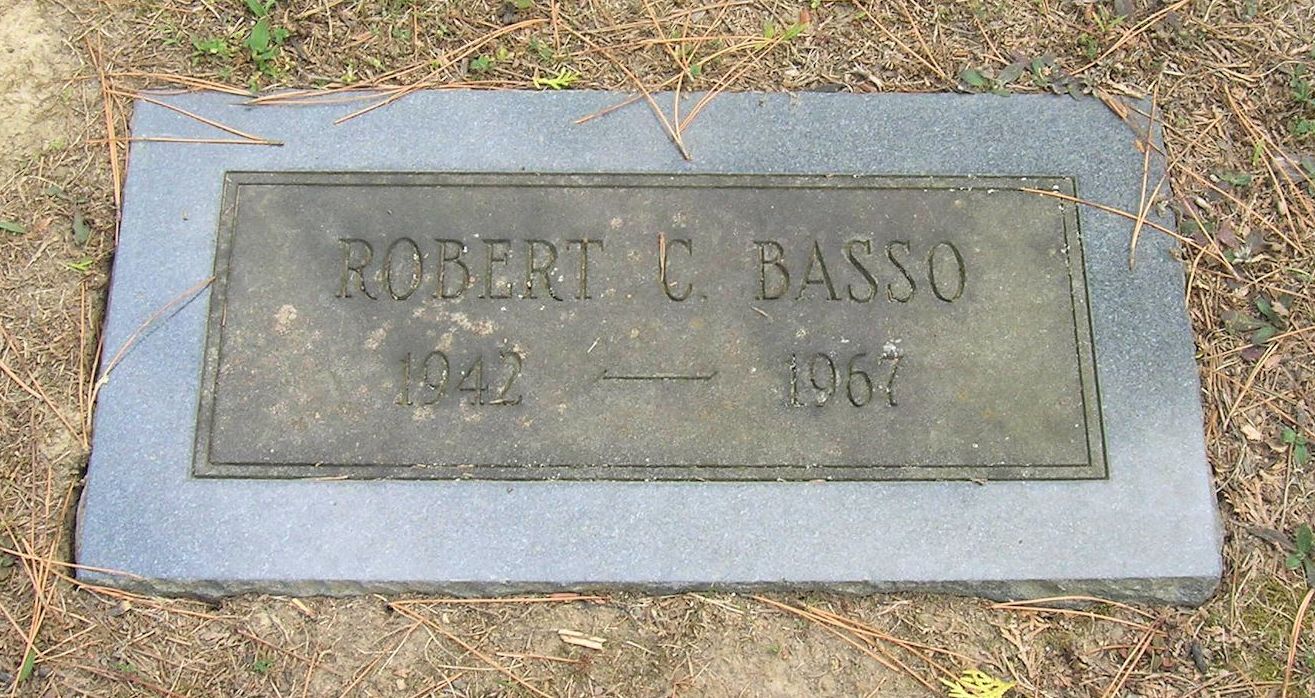 ROBERT C. BASSO
1942 — 1967